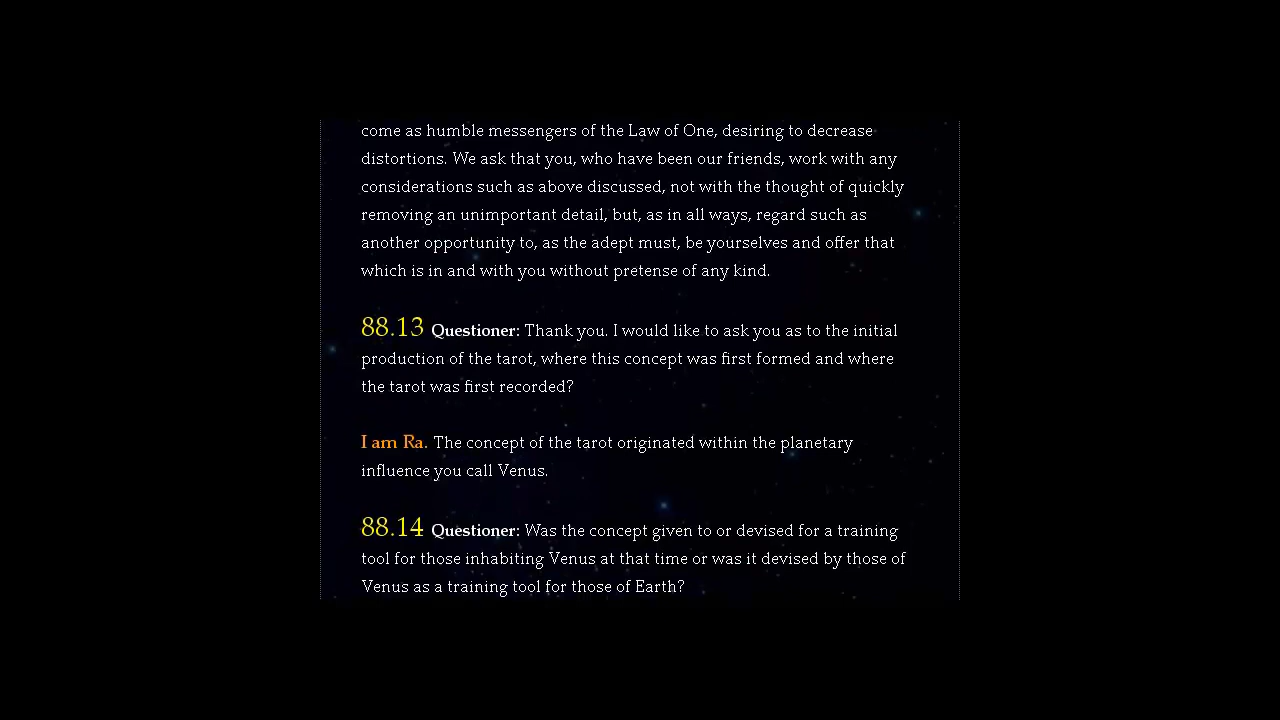 come as humble messengers of the Law of One, desiring to decrease
distortions. We ask that you, who have been our friends, work with any
considerations such as above discussed, not with the thought of quickly
removing an unimportant detail, but, as in all ways, regard such as
another opportunity to, as the adept must, be yourselves and offer that
which is in and with you without pretense of any kind.
88.13 Questioner: Thank you. I would like to ask you as to the initial
production of the tarot, where this concept was first formed and where
the tarot was first recorded?
I am Ra. The concept of the tarot originated within the planetary
influence you call Venus.
88.14 Questioner: Was the concept given to or devised for a training
tool for those inhabiting Venus at that time or was it devised by those of
Venus as a training tool for those of Earth?